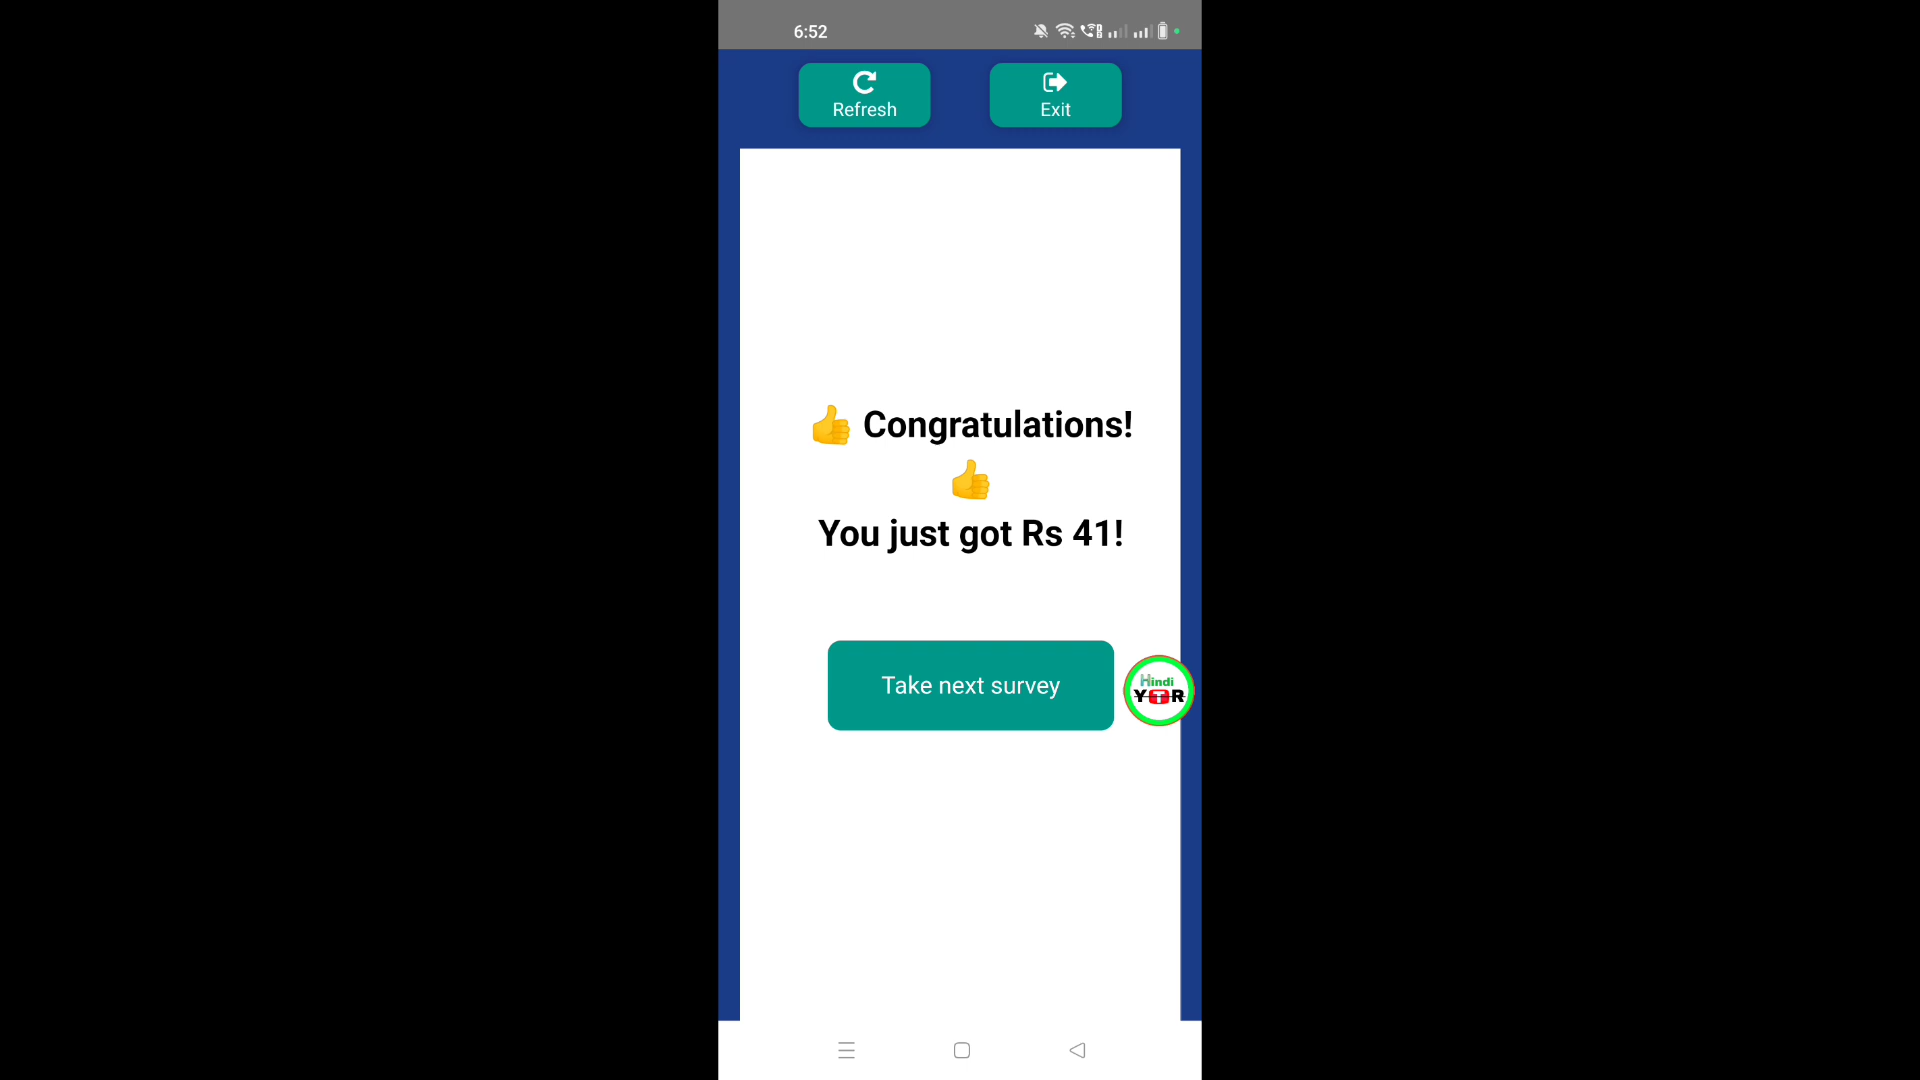 6:52
Refresh
Exit
👍 Congratulations!
👍
You just got Rs 41!
Take next survey
Hindi
YTR